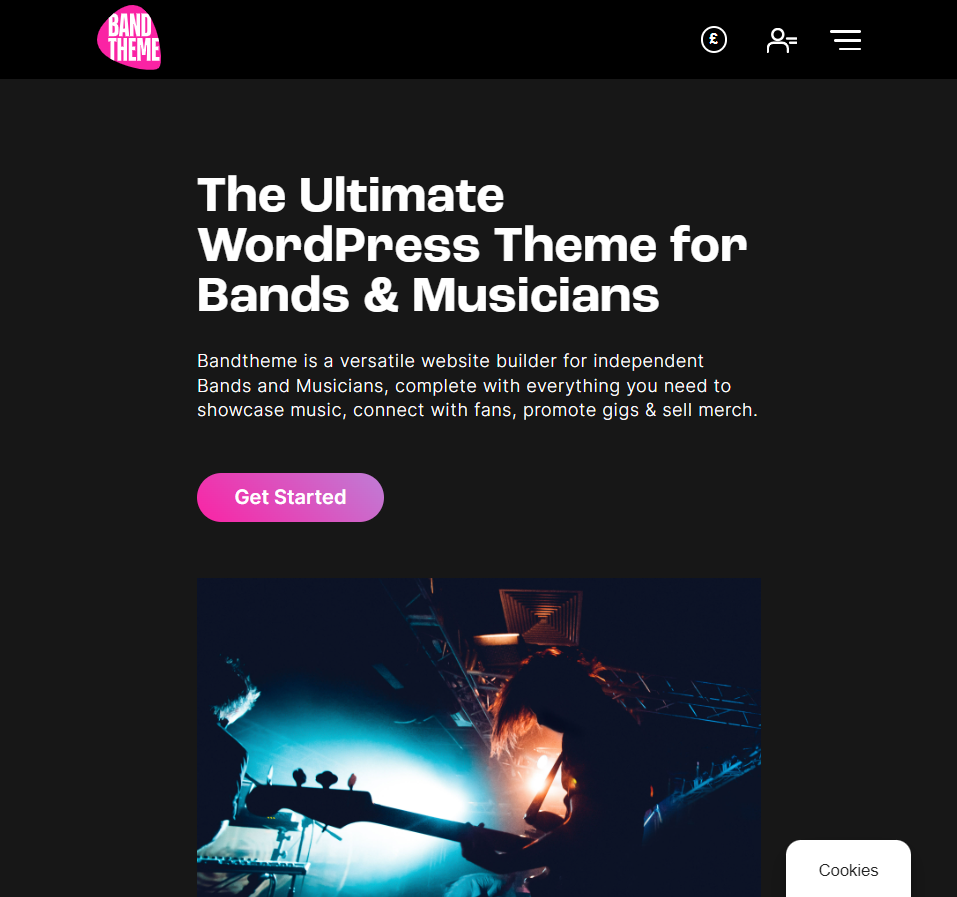 BAND
THEME
£
The Ultimate
WordPress Theme for
Bands & Musicians
Bandtheme is a versatile website builder for independent
Bands and Musicians, complete with everything you need to
showcase music, connect with fans, promote gigs & sell merch.
Get Started
Cookies